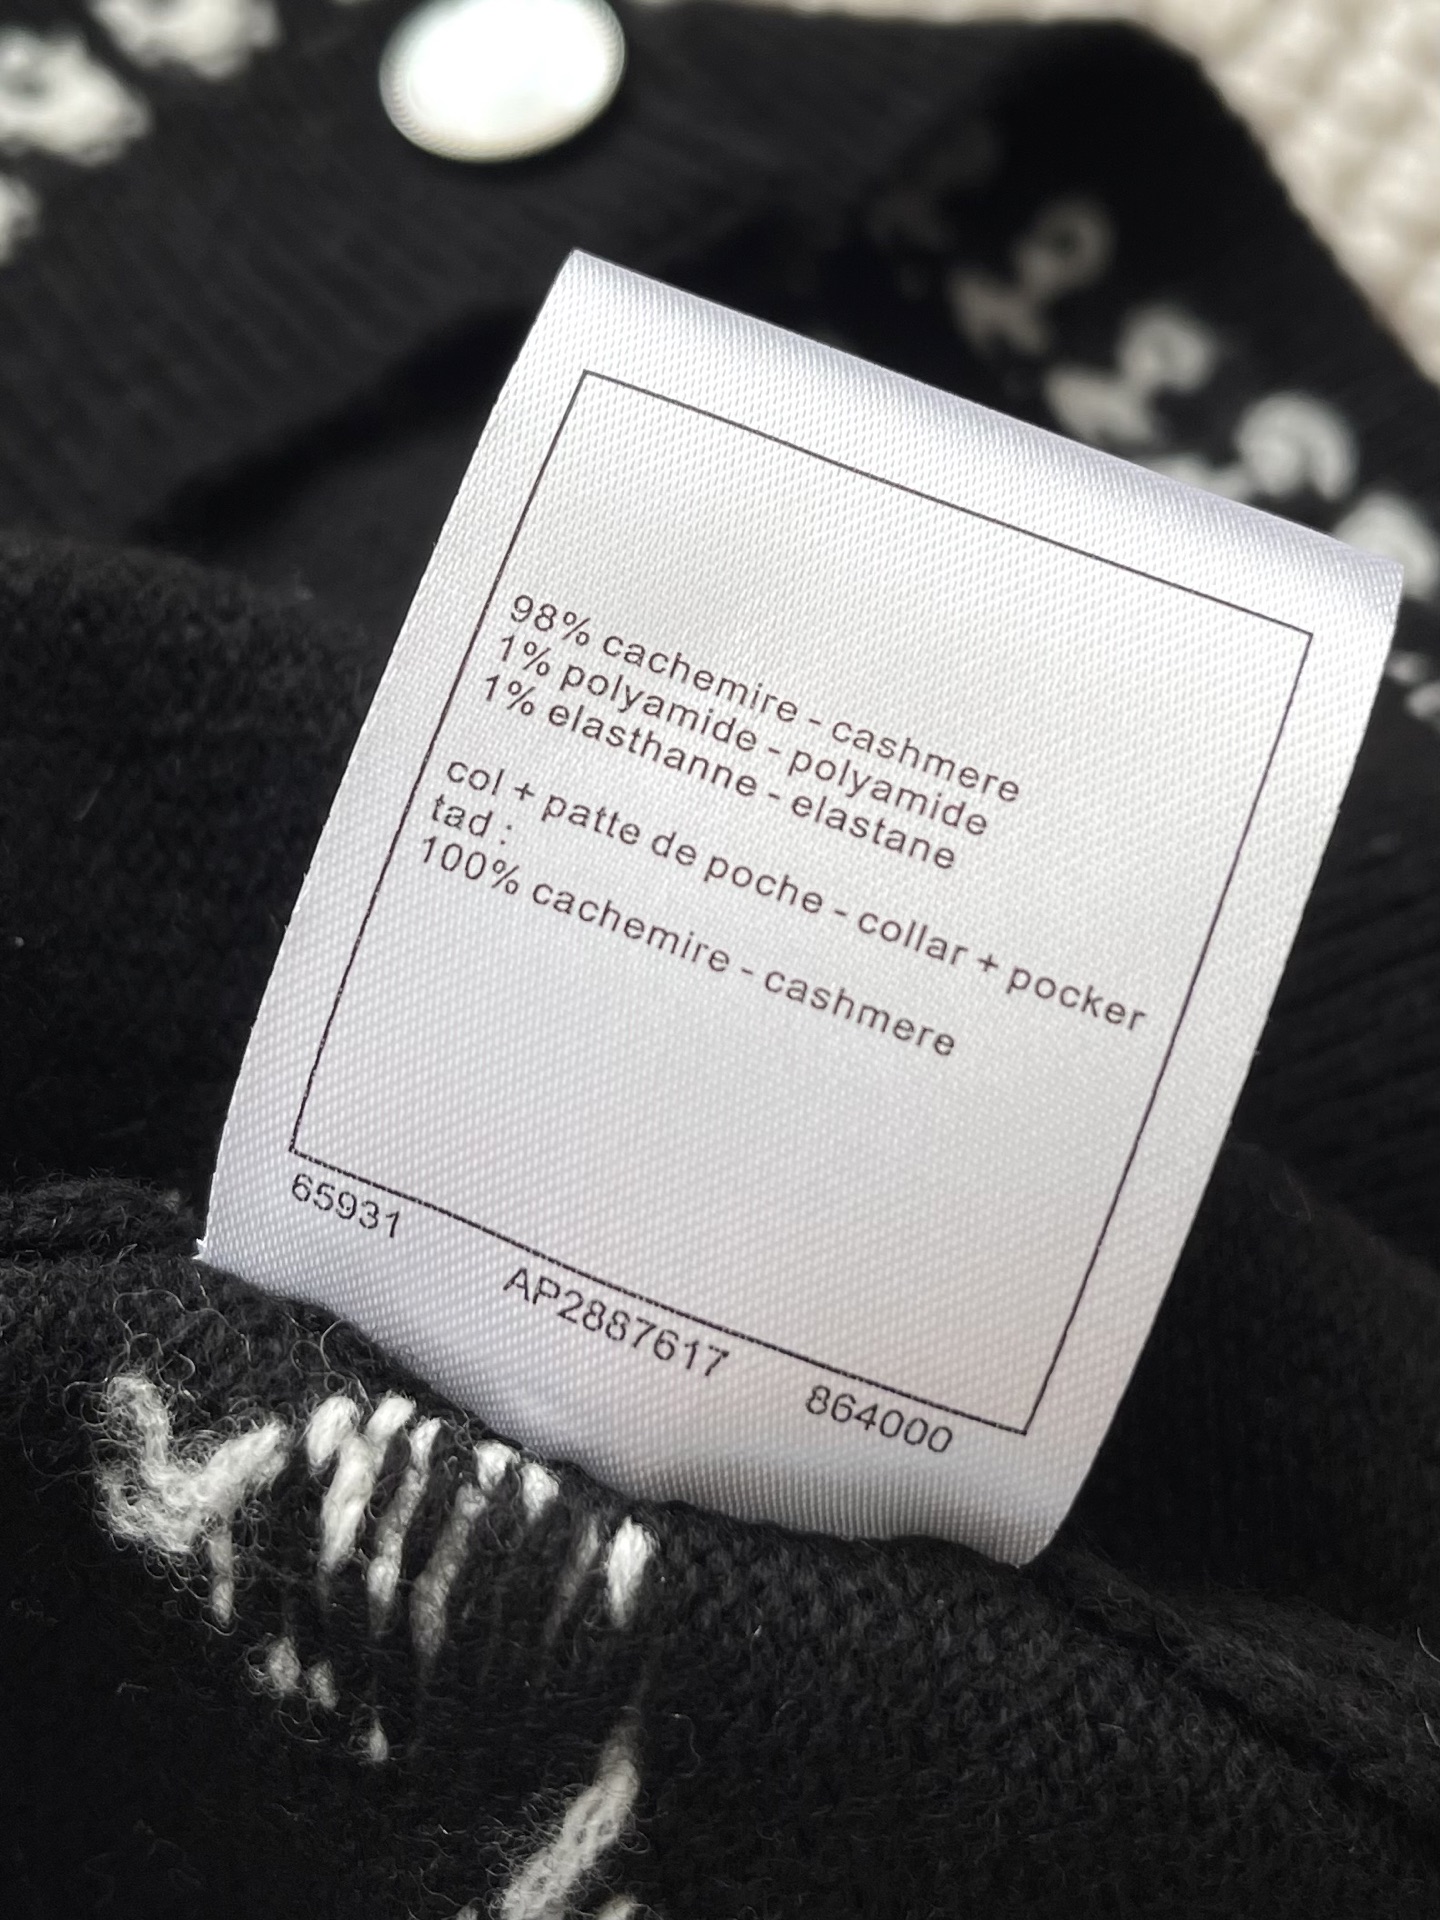 98% cachemire - cashmere
1% polyamide - polyamide
1% elasthanne - elastane
col + patte de poche - collar + pocker
tad :
100% cachemire - cashmere
65931 AP2887617 864000